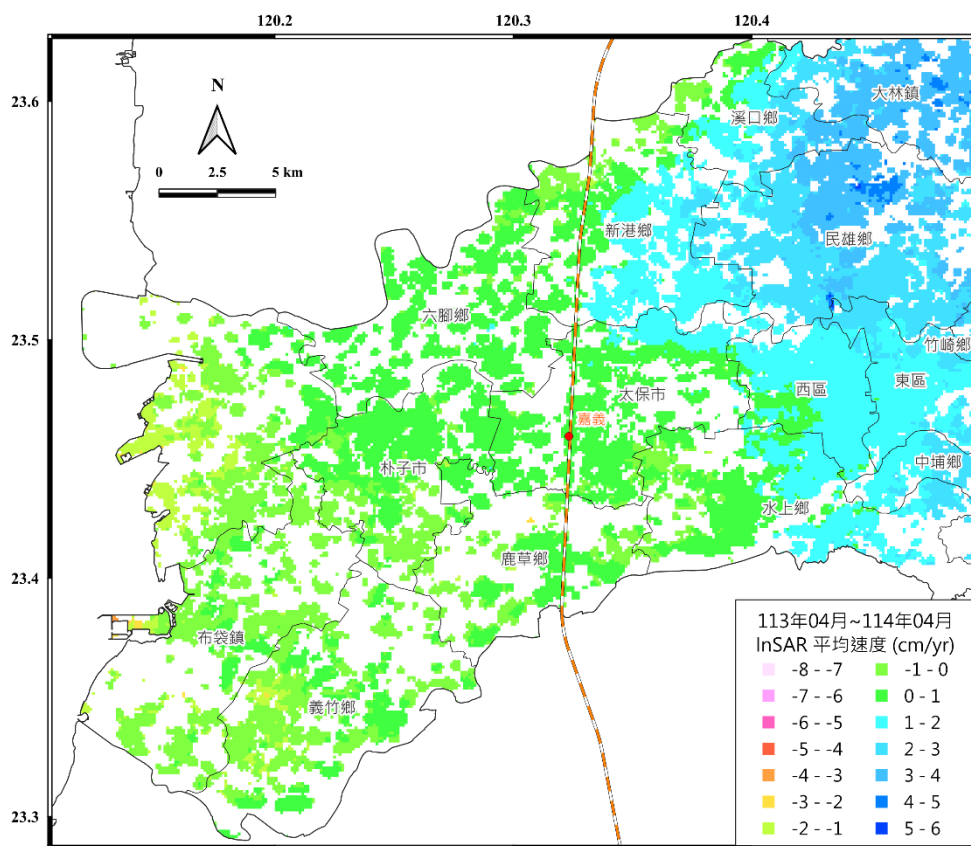 120.2 120.3 120.4
23.6
23.5
23.4
23.3
N
0 2.5 5 km
大林鎮
溪口鄉
新港鄉
民雄鄉
六腳鄉
竹崎鄉
東區
西區
太保市
嘉義
朴子市
中埔鄉
水上鄉
鹿草鄉
布袋鎮
義竹鄉
113年04月~114年04月
InSAR 平均速度 (cm/yr)
-8 - -7 -1 - 0
-7 - -6 0 - 1
-6 - -5 1 - 2
-5 - -4 2 - 3
-4 - -3 3 - 4
-3 - -2 4 - 5
-2 - -1 5 - 6